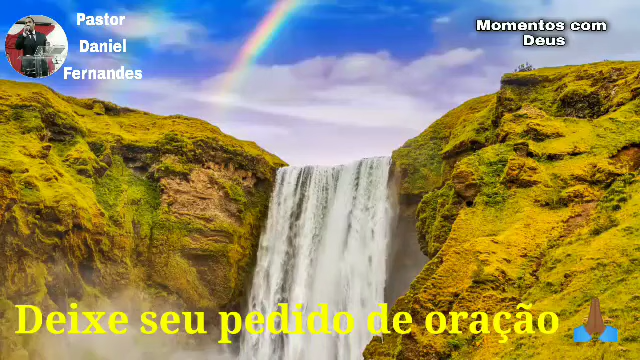 Pastor
Daniel
Fernandes
Momentos com
Deus
Deixe seu pedido de oração 🙏🏾